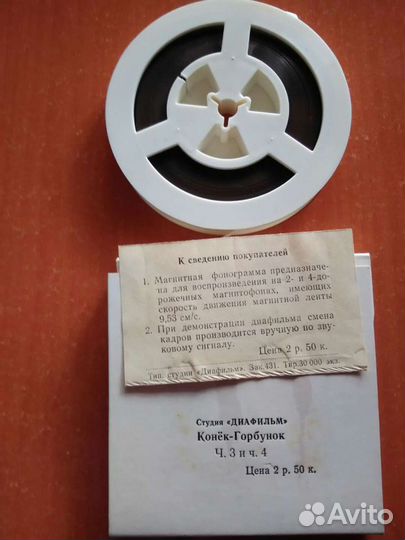 К сведению покупателей
1. Магнитная фонограмма предназначе-
на для воспроизведения на 2- и 4-до-
рожечных магнитофонах, имеющих
скорость движения магнитной ленты
9,53 см/с.
2. При демонстрации диафильма смена
кадров производится вручную по зву-
ковому сигналу.
Цена 2 р. 50 к.
Тип. студии «Диафильм». Зак. 431. Тир. 30 000 экз.
Студия «ДИАФИЛЬМ»
Конёк-Горбунок
Ч. 3 и ч. 4
Цена 2 р. 50 к.
Avito